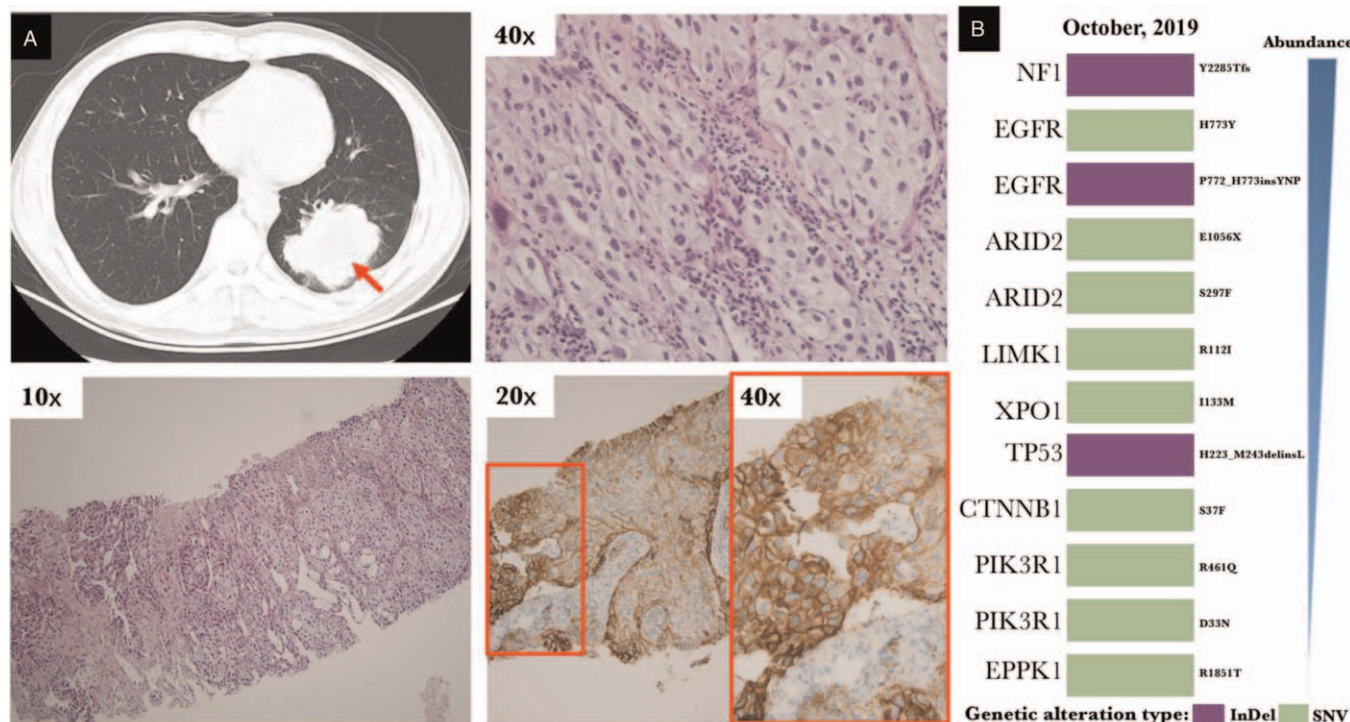 A
40x
10x
20x
40x
B
October, 2019
Abundance
NF1
Y2285Tfs
EGFR
H773Y
EGFR
P772_H773insYNP
ARID2
E1056X
ARID2
S297F
LIMK1
R112I
XPO1
I133M
TP53
H223_M243delinsL
CTNNB1
S37F
PIK3R1
R461Q
PIK3R1
D33N
EPPK1
R1851T
Genetic alteration type: InDel SNV